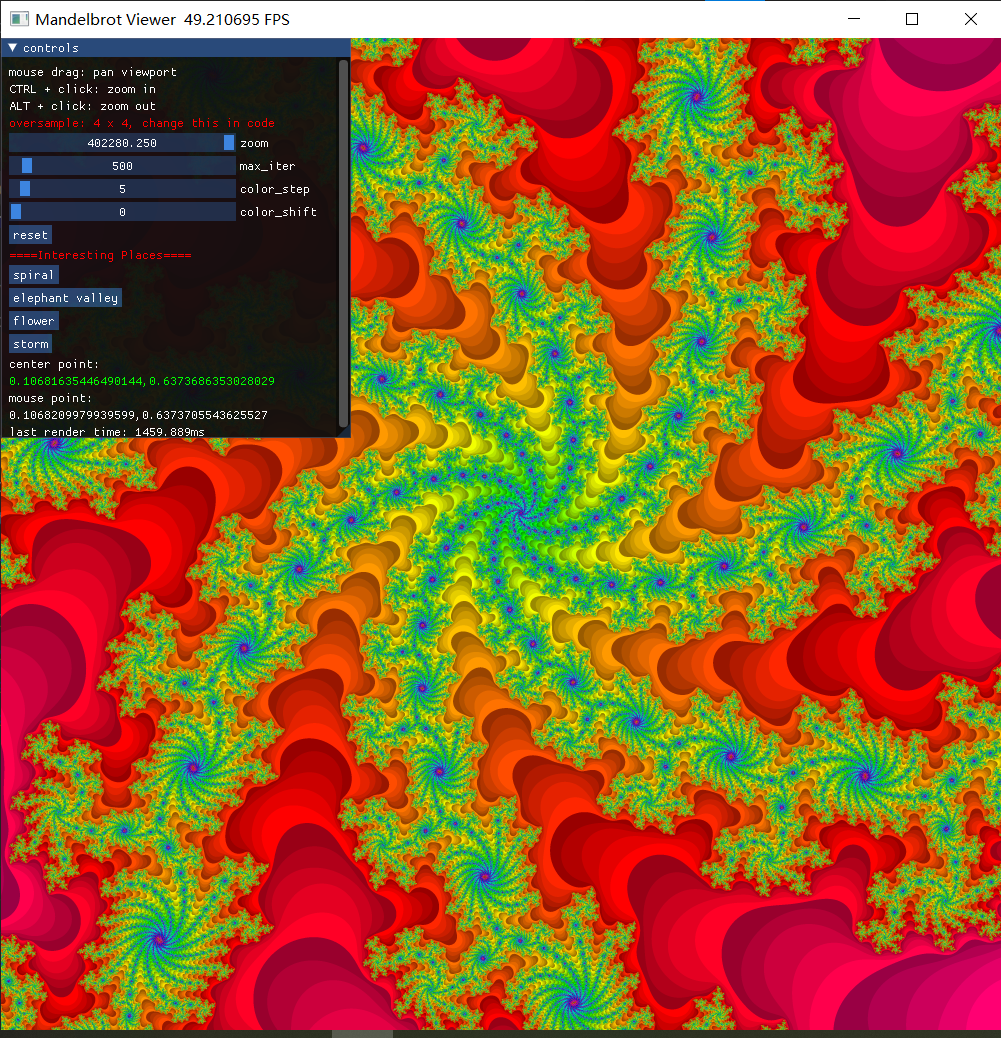 Mandelbrot Viewer 49.210695 FPS
controls
mouse drag: pan viewport
CTRL + click: zoom in
ALT + click: zoom out
oversample: 4 x 4, change this in code
402280.250 zoom
500 max_iter
5 color_step
0 color_shift
reset
====Interesting Places====
spiral
elephant valley
flower
storm
center point:
0.10681635446490144,0.6373686353028029
mouse point:
0.1068209979939599,0.6373705543625527
last render time: 1459.889ms